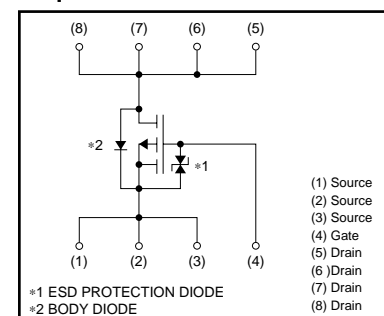 (8) (7) (6) (5)
∗2
∗1
(1) (2) (3) (4)
∗1 ESD PROTECTION DIODE
∗2 BODY DIODE
(1) Source
(2) Source
(3) Source
(4) Gate
(5) Drain
(6 )Drain
(7) Drain
(8) Drain